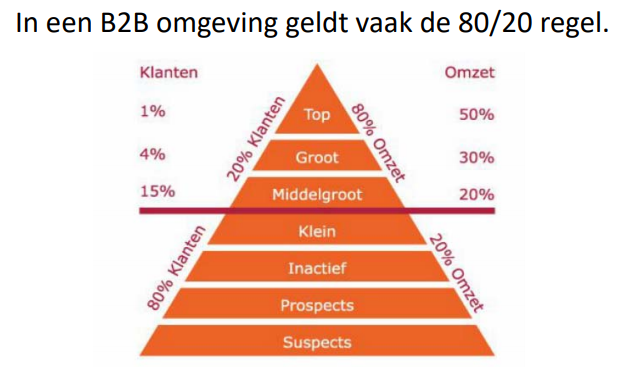 In een B2B omgeving geldt vaak de 80/20 regel.
Klanten
Omzet
1%
Top
50%
20% Klanten
80% Omzet
4%
Groot
30%
15%
Middelgroot
20%
Klein
80% Klanten
20% Omzet
Inactief
Prospects
Suspects